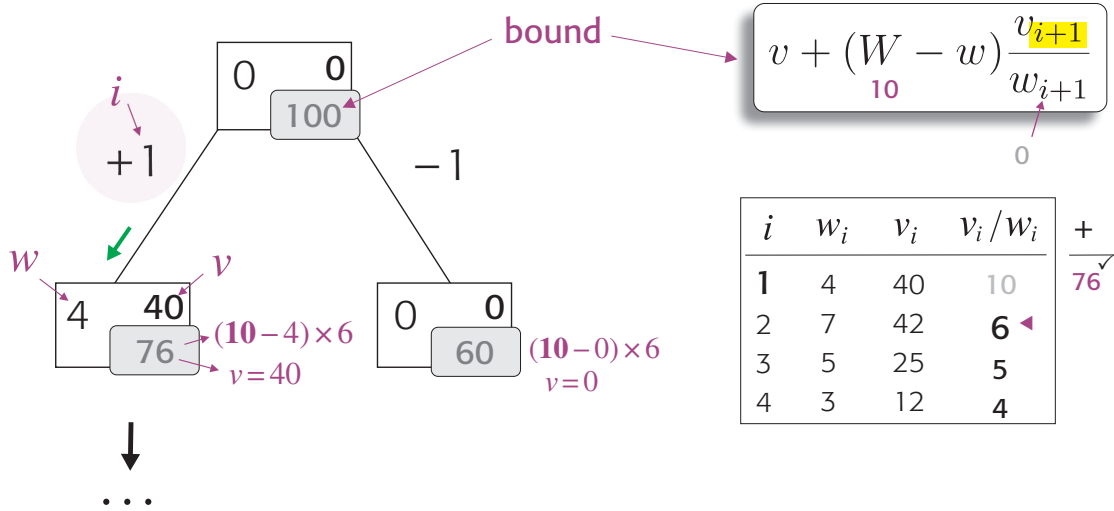 bound
v + (W − w) v_{i+1} / w_{i+1}
10
0
0 0
100
i
+1
−1
w
v
4 40
76
(10 − 4) × 6
v = 40
0 0
60
(10 − 0) × 6
v = 0
. . .
i w_i v_i v_i/w_i +
1 4 40 10 76 ✓
2 7 42 6 ◄
3 5 25 5
4 3 12 4